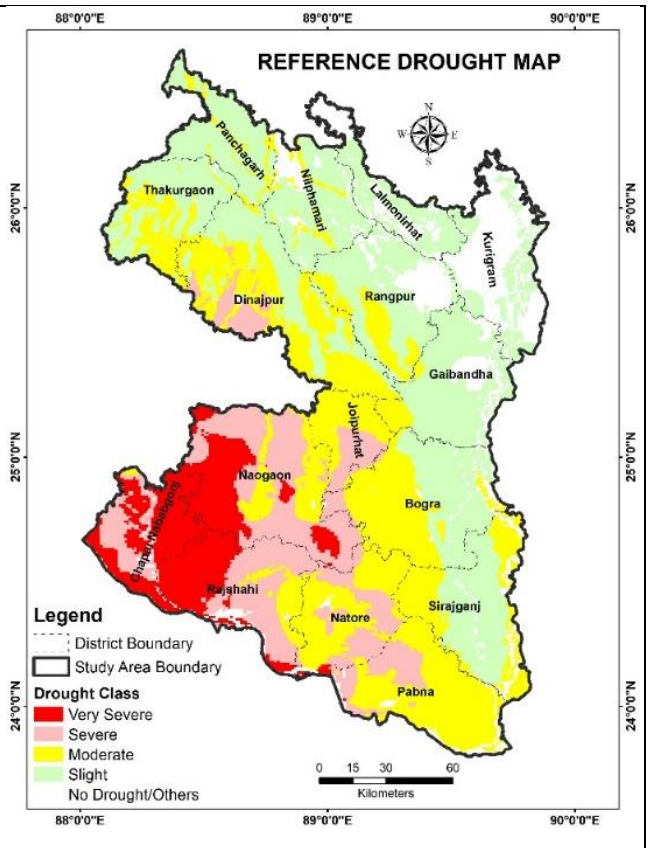 88°0'0"E 89°0'0"E 90°0'0"E
REFERENCE DROUGHT MAP
N
W E
S
26°0'0"N 26°0'0"N
Panchagarh
Thakurgaon
Nilphamari
Lalmonirhat
Kurigram
Dinajpur
Rangpur
Gaibandha
Joipurhat
25°0'0"N 25°0'0"N
Naogaon
Bogra
Chapai Nababgonj
Rajshahi
Natore
Sirajganj
Pabna
24°0'0"N 24°0'0"N
Legend
District Boundary
Study Area Boundary
Drought Class
Very Severe
Severe
Moderate
Slight
No Drought/Others
0 15 30 60
Kilometers
88°0'0"E 89°0'0"E 90°0'0"E